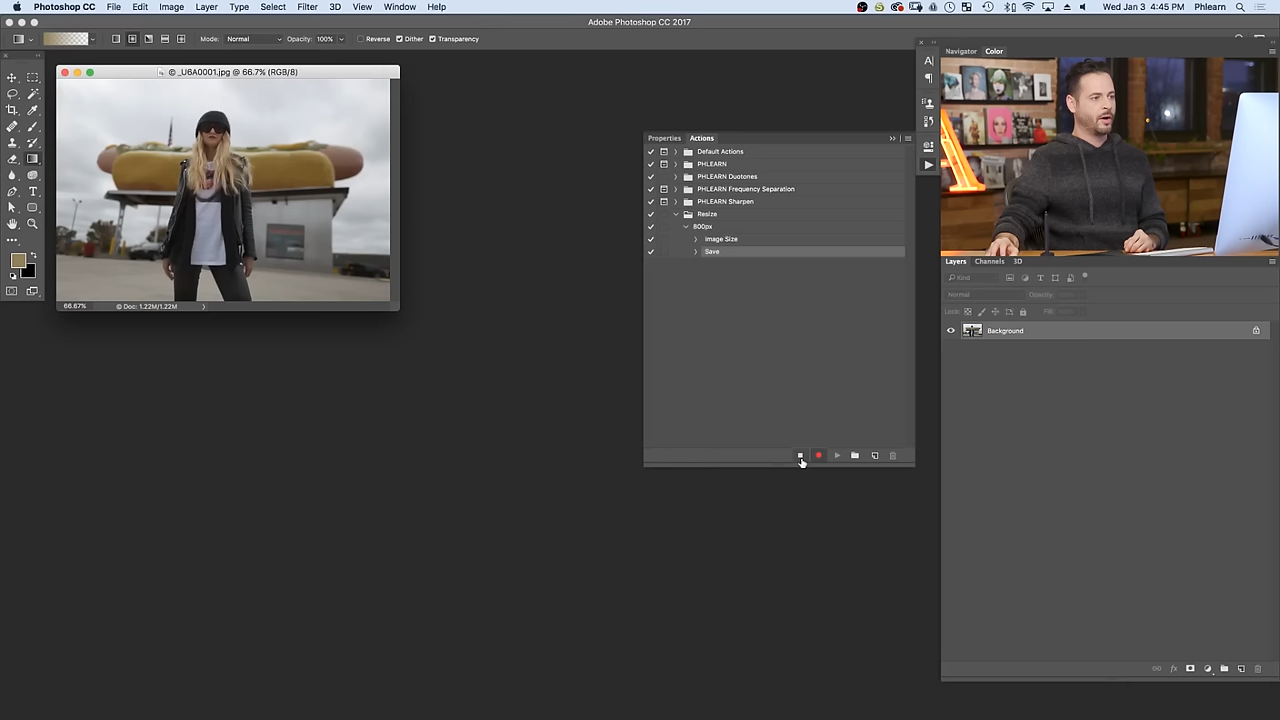 Photoshop CC File Edit Image Layer Type Select Filter 3D View Window Help Wed Jan 3 4:45 PM Phlearn
Adobe Photoshop CC 2017
Mode: Normal Opacity: 100% Reverse Dither Transparency
© _U6A0001.jpg @ 66.7% (RGB/8)
66.67% © Doc: 1.22M/1.22M
Properties Actions
Default Actions
PHLEARN
PHLEARN Duotones
PHLEARN Frequency Separation
PHLEARN Sharpen
Resize
800px
Image Size
Save
Navigator Color
Layers Channels 3D
Kind
Normal Opacity:
Lock: Fill:
Background